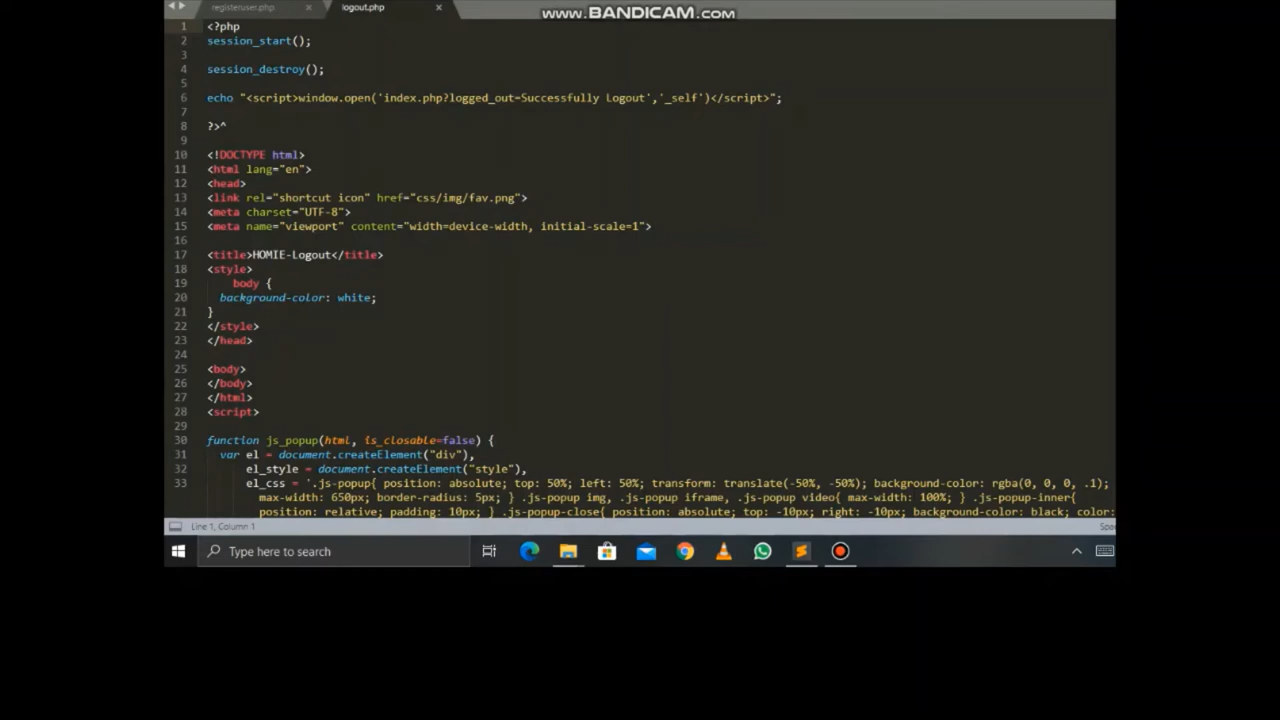 registeruser.php × logout.php × www.BANDICAM.com
1 <?php
2 session_start();
3
4 session_destroy();
5
6 echo "<script>window.open('index.php?logged_out=Successfully Logout','_self')</script>";
7
8 ?>^
9
10 <!DOCTYPE html>
11 <html lang="en">
12 <head>
13 <link rel="shortcut icon" href="css/img/fav.png">
14 <meta charset="UTF-8">
15 <meta name="viewport" content="width=device-width, initial-scale=1">
16
17 <title>HOMIE-Logout</title>
18 <style>
19 body {
20 background-color: white;
21 }
22 </style>
23 </head>
24
25 <body>
26 </body>
27 </html>
28 <script>
29
30 function js_popup(html, is_closable=false) {
31 var el = document.createElement("div"),
32 el_style = document.createElement("style"),
33 el_css = '.js-popup{ position: absolute; top: 50%; left: 50%; transform: translate(-50%, -50%); background-color: rgba(0, 0, 0, .1);
max-width: 650px; border-radius: 5px; } .js-popup img, .js-popup iframe, .js-popup video{ max-width: 100%; } .js-popup-inner{
position: relative; padding: 10px; } .js-popup-close{ position: absolute; top: -10px; right: -10px; background-color: black; color:
Line 1, Column 1
Type here to search